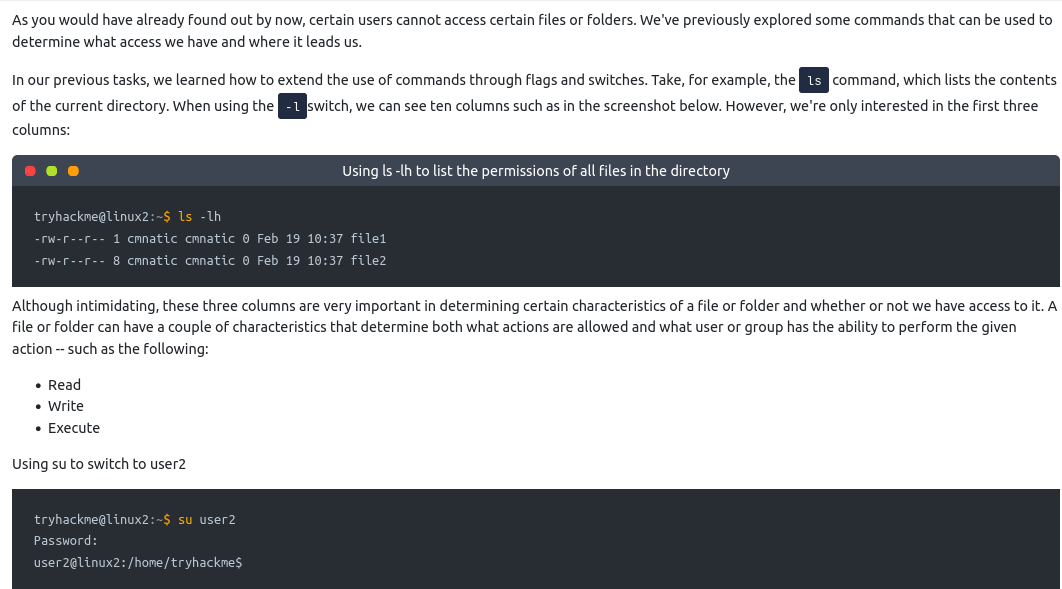 As you would have already found out by now, certain users cannot access certain files or folders. We've previously explored some commands that can be used to
determine what access we have and where it leads us.
In our previous tasks, we learned how to extend the use of commands through flags and switches. Take, for example, the ls command, which lists the contents
of the current directory. When using the -l switch, we can see ten columns such as in the screenshot below. However, we're only interested in the first three
columns:
Using ls -lh to list the permissions of all files in the directory
tryhackme@linux2:~$ ls -lh
-rw-r--r-- 1 cmnatic cmnatic 0 Feb 19 10:37 file1
-rw-r--r-- 8 cmnatic cmnatic 0 Feb 19 10:37 file2
Although intimidating, these three columns are very important in determining certain characteristics of a file or folder and whether or not we have access to it. A
file or folder can have a couple of characteristics that determine both what actions are allowed and what user or group has the ability to perform the given
action -- such as the following:
• Read
• Write
• Execute
Using su to switch to user2
tryhackme@linux2:~$ su user2
Password:
user2@linux2:/home/tryhackme$